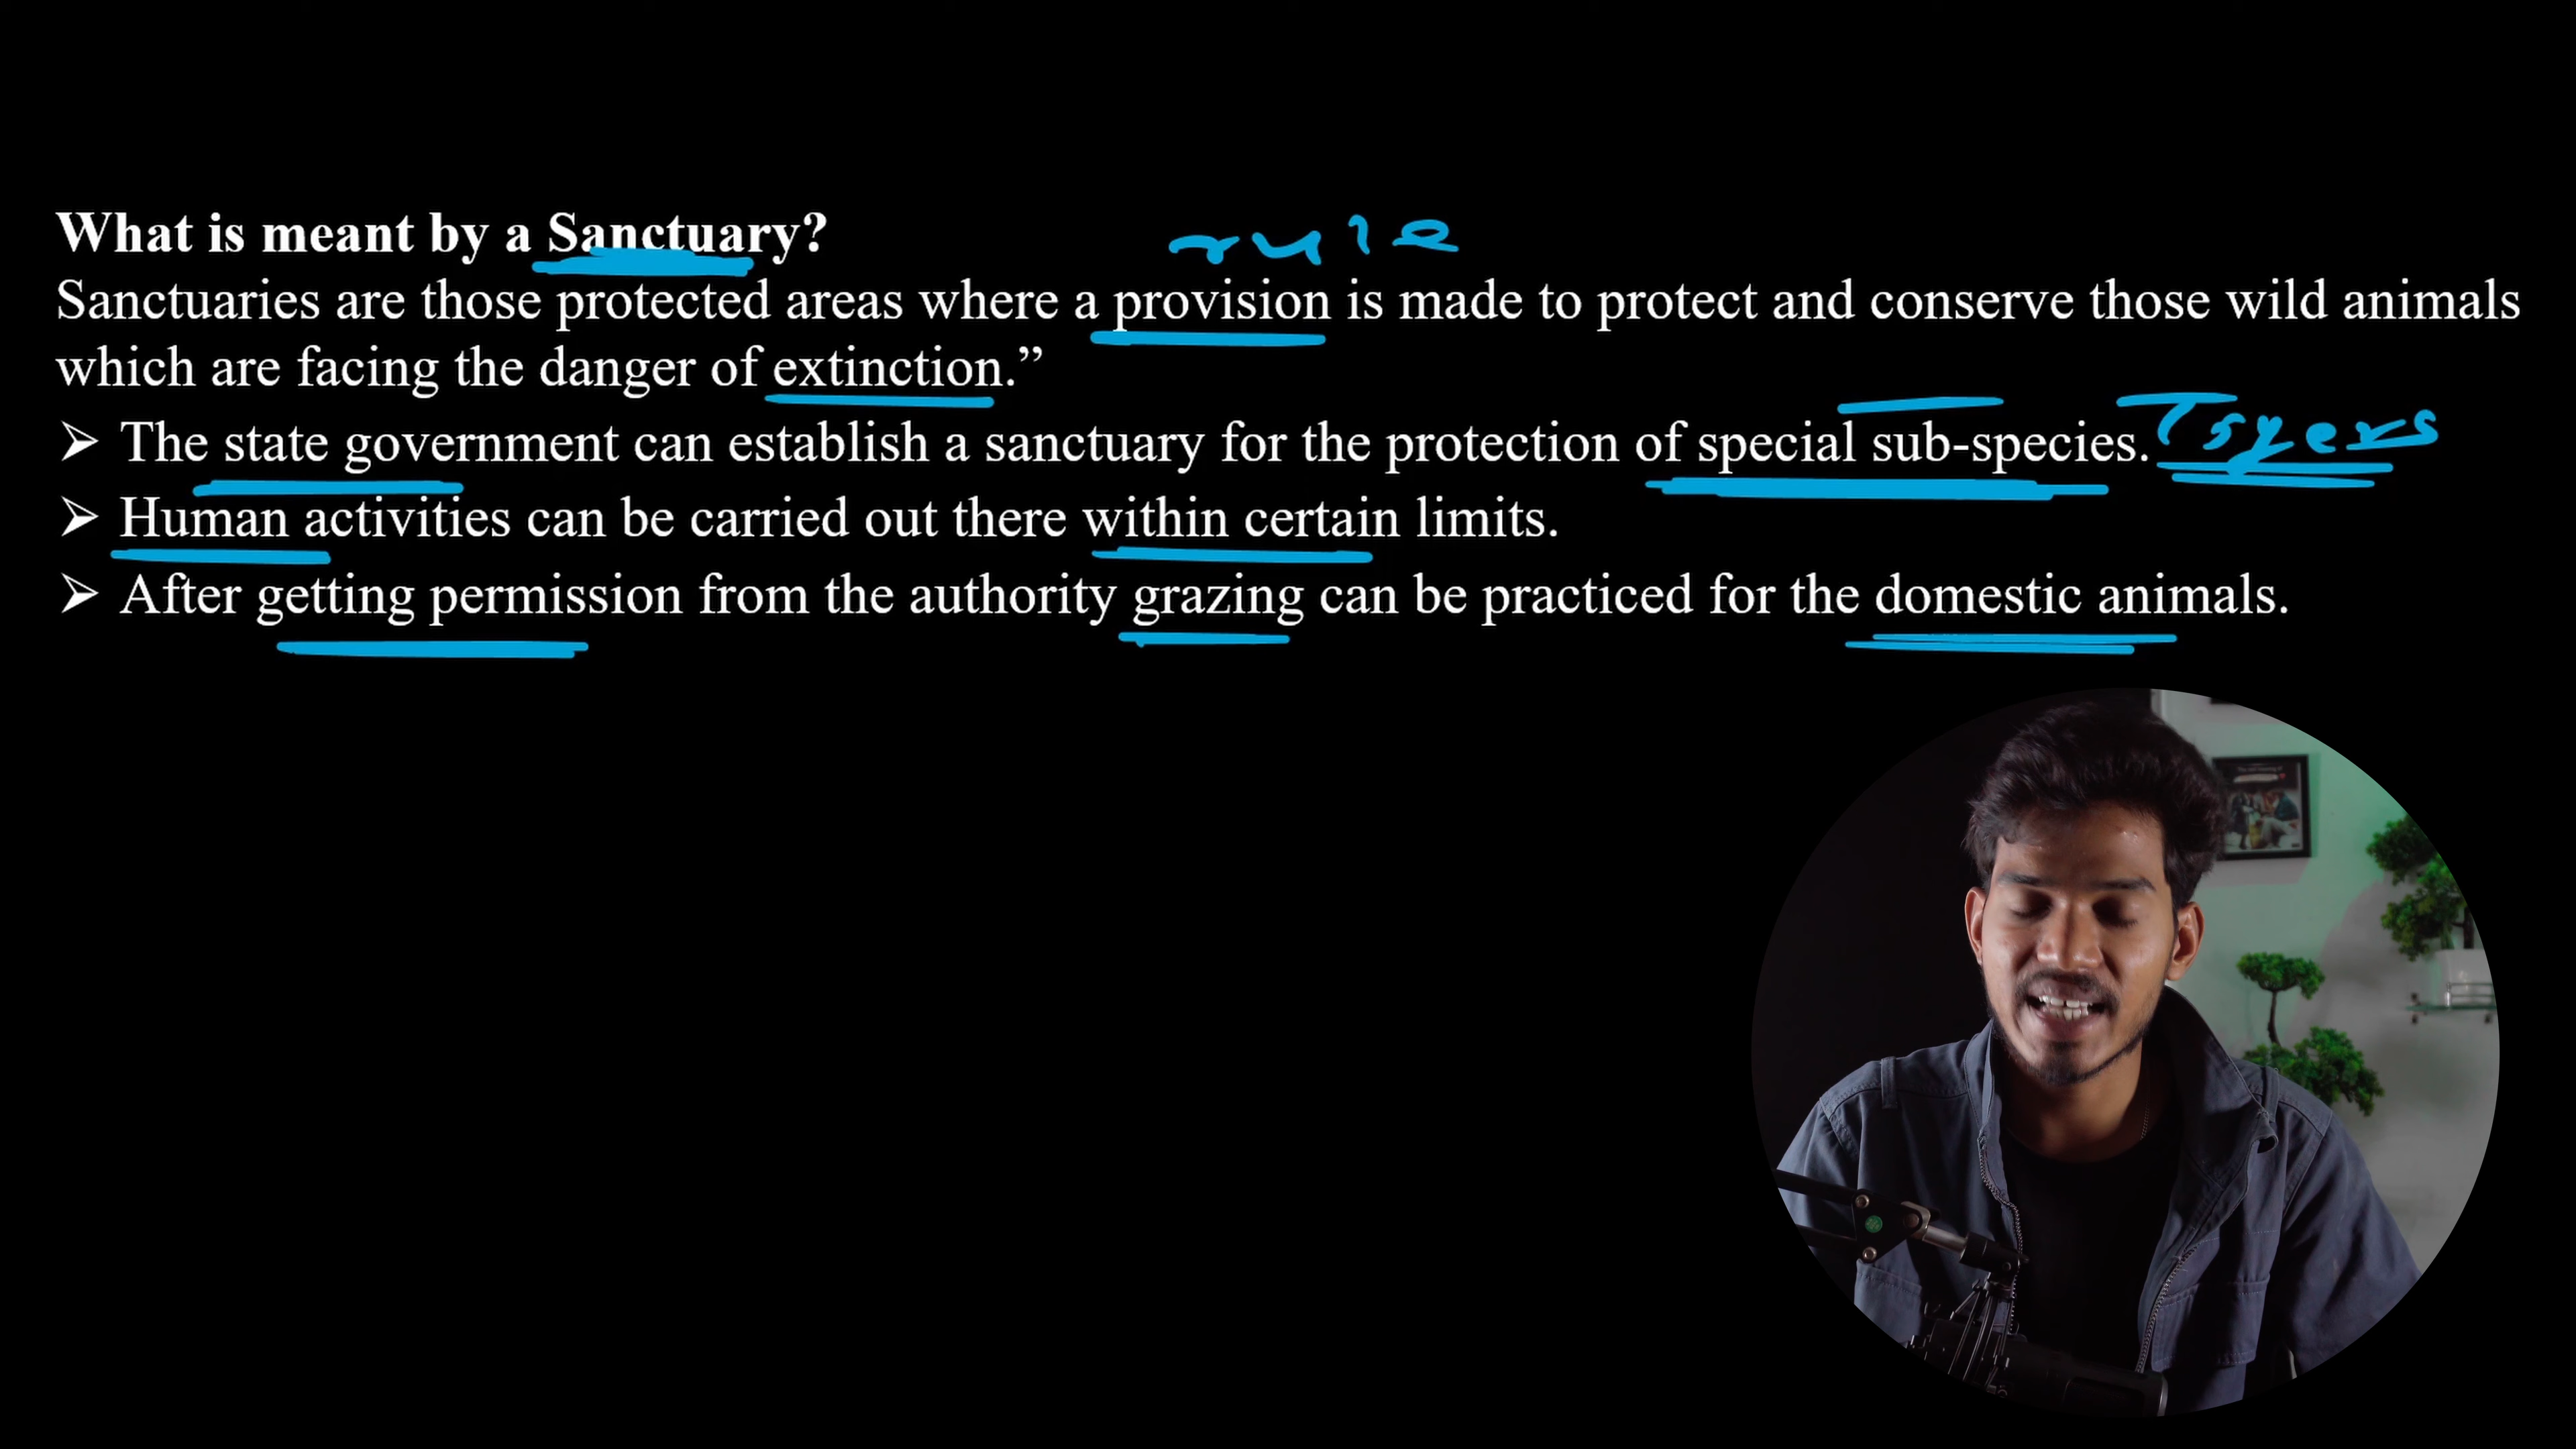 What is meant by a Sanctuary?
rule
Sanctuaries are those protected areas where a provision is made to protect and conserve those wild animals
which are facing the danger of extinction.”
➢ The state government can establish a sanctuary for the protection of special sub-species. Tigers
➢ Human activities can be carried out there within certain limits.
➢ After getting permission from the authority grazing can be practiced for the domestic animals.